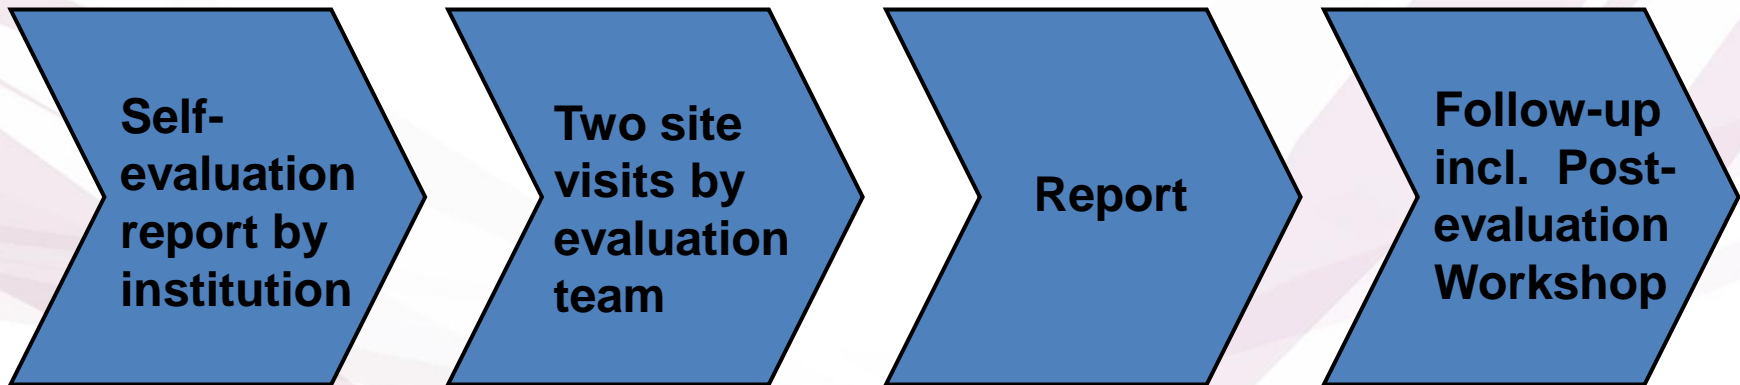 Self-
evaluation
report by
institution
Two site
visits by
evaluation
team
Report
Follow-up
incl.  Post-
evaluation
Workshop